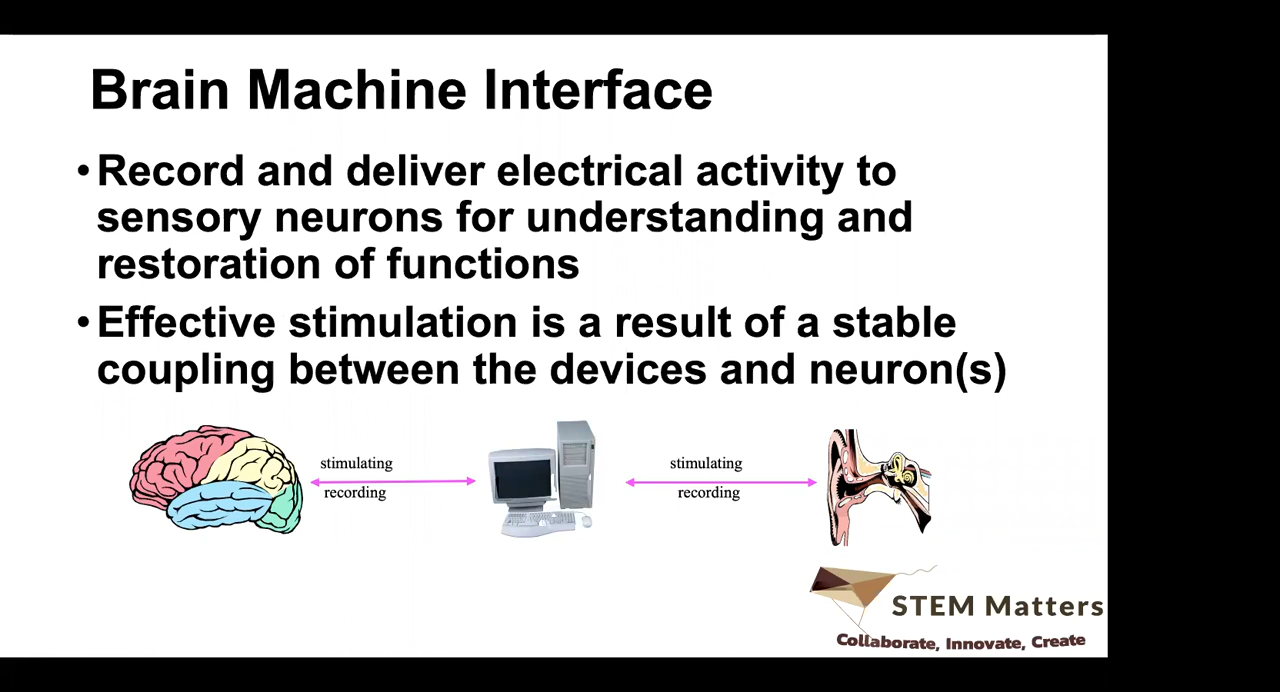 Brain Machine Interface
•Record and deliver electrical activity to
sensory neurons for understanding and
restoration of functions
•Effective stimulation is a result of a stable
coupling between the devices and neuron(s)
stimulating
recording
stimulating
recording
STEM Matters
Collaborate, Innovate, Create